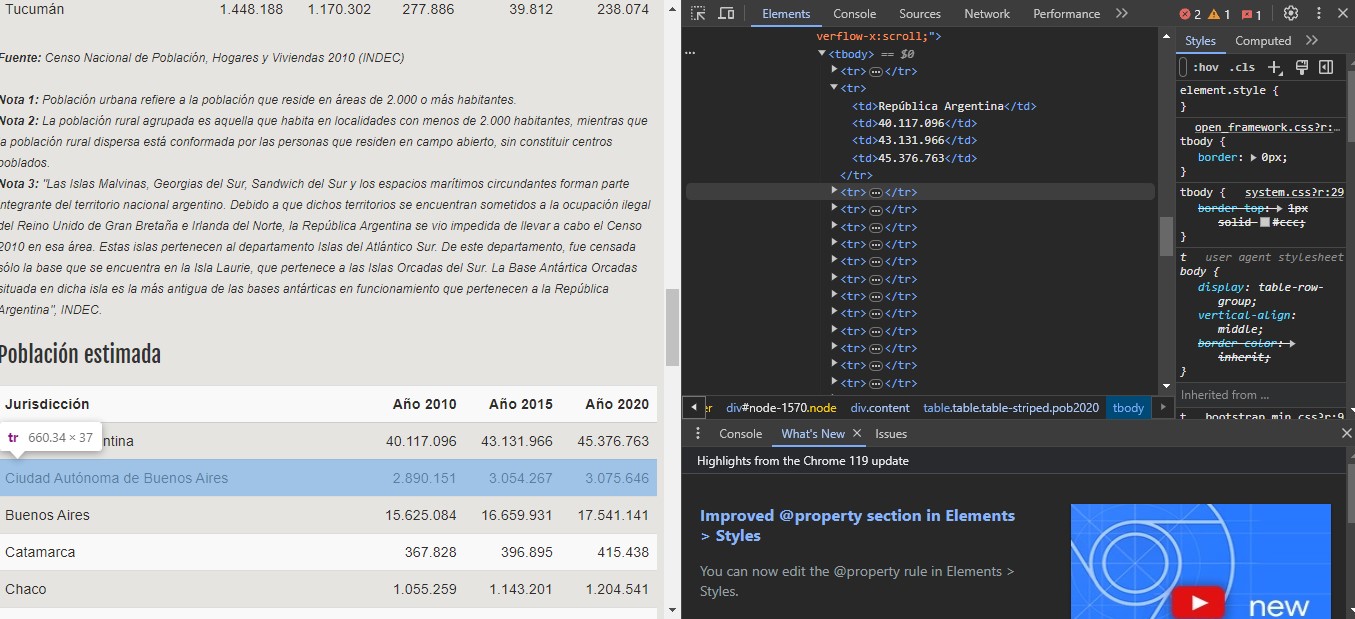 Tucumán 1.448.188 1.170.302 277.886 39.812 238.074
Fuente: Censo Nacional de Población, Hogares y Viviendas 2010 (INDEC)
Nota 1: Población urbana refiere a la población que reside en áreas de 2.000 o más habitantes.
Nota 2: La población rural agrupada es aquella que habita en localidades con menos de 2.000 habitantes, mientras que
la población rural dispersa está conformada por las personas que residen en campo abierto, sin constituir centros
poblados.
Nota 3: "Las Islas Malvinas, Georgias del Sur, Sandwich del Sur y los espacios marítimos circundantes forman parte
integrante del territorio nacional argentino. Debido a que dichos territorios se encuentran sometidos a la ocupación ilegal
del Reino Unido de Gran Bretaña e Irlanda del Norte, la República Argentina se vio impedida de llevar a cabo el Censo
2010 en esa área. Estas islas pertenecen al departamento Islas del Atlántico Sur. De este departamento, fue censada
sólo la base que se encuentra en la Isla Laurie, que pertenece a las Islas Orcadas del Sur. La Base Antártica Orcadas
situada en dicha isla es la más antigua de las bases antárticas en funcionamiento que pertenecen a la República
Argentina", INDEC.
Población estimada
Jurisdicción Año 2010 Año 2015 Año 2020
tr 660.34 × 37
ntina 40.117.096 43.131.966 45.376.763
Ciudad Autónoma de Buenos Aires 2.890.151 3.054.267 3.075.646
Buenos Aires 15.625.084 16.659.931 17.541.141
Catamarca 367.828 396.895 415.438
Chaco 1.055.259 1.143.201 1.204.541
Elements Console Sources Network Performance >> 2 1 1
verflow-x:scroll;">
<tbody> == $0
<tr> … </tr>
<tr>
<td>República Argentina</td>
<td>40.117.096</td>
<td>43.131.966</td>
<td>45.376.763</td>
</tr>
<tr> … </tr>
<tr> … </tr>
<tr> … </tr>
<tr> … </tr>
<tr> … </tr>
<tr> … </tr>
<tr> … </tr>
<tr> … </tr>
<tr> … </tr>
<tr> … </tr>
<tr> … </tr>
<tr> … </tr>
er div#node-1570.node div.content table.table.table-striped.pob2020 tbody
Styles Computed >>
:hov .cls
element.style {
}
open_framework.css?r:…
tbody {
border: 0px;
}
tbody { system.css?r:29
border-top: 1px
solid #ccc;
}
t user agent stylesheet
body {
display: table-row-
group;
vertical-align:
middle;
border-color:
inherit;
}
Inherited from ...
t bootstrap.min.css?r:9
Console What's New Issues
Highlights from the Chrome 119 update
Improved @property section in Elements
> Styles
You can now edit the @property rule in Elements >
Styles.
new